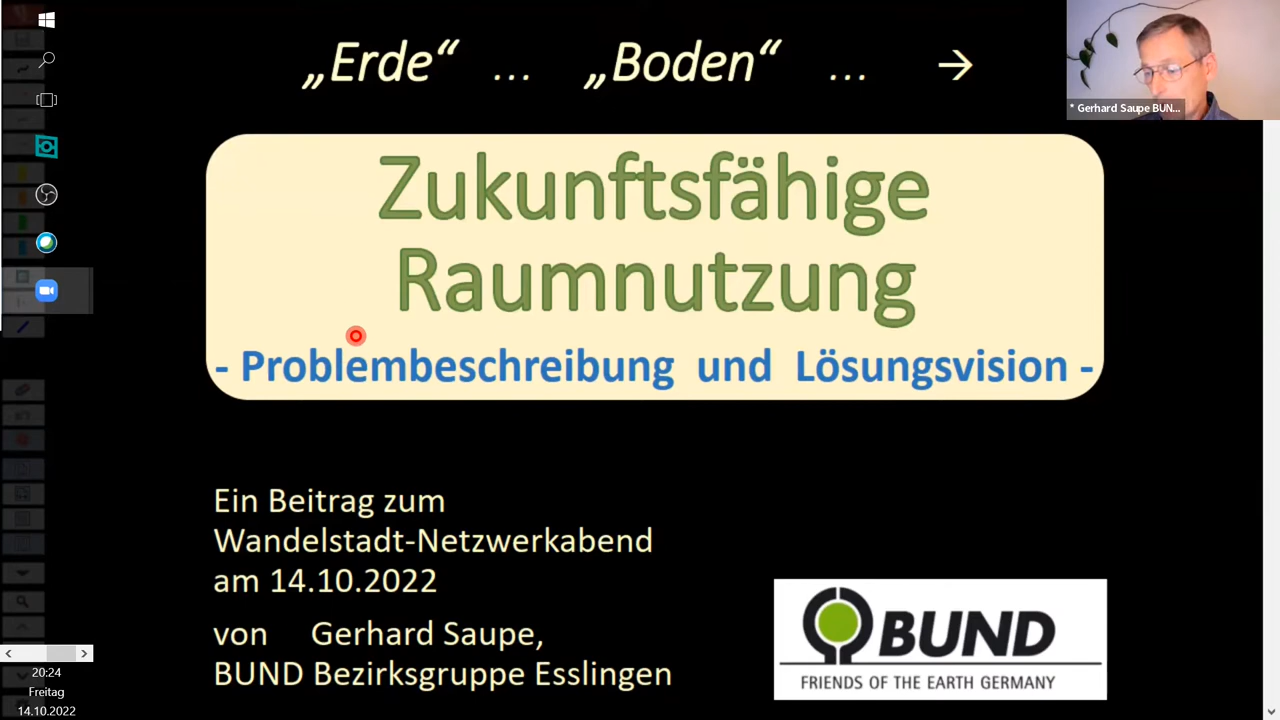 „Erde“ ... „Boden“ ... →
* Gerhard Saupe BUN...
Zukunftsfähige
Raumnutzung
- Problembeschreibung und Lösungsvision -
Ein Beitrag zum
Wandelstadt-Netzwerkabend
am 14.10.2022
von Gerhard Saupe,
BUND Bezirksgruppe Esslingen
BUND
FRIENDS OF THE EARTH GERMANY
20:24
Freitag
14.10.2022